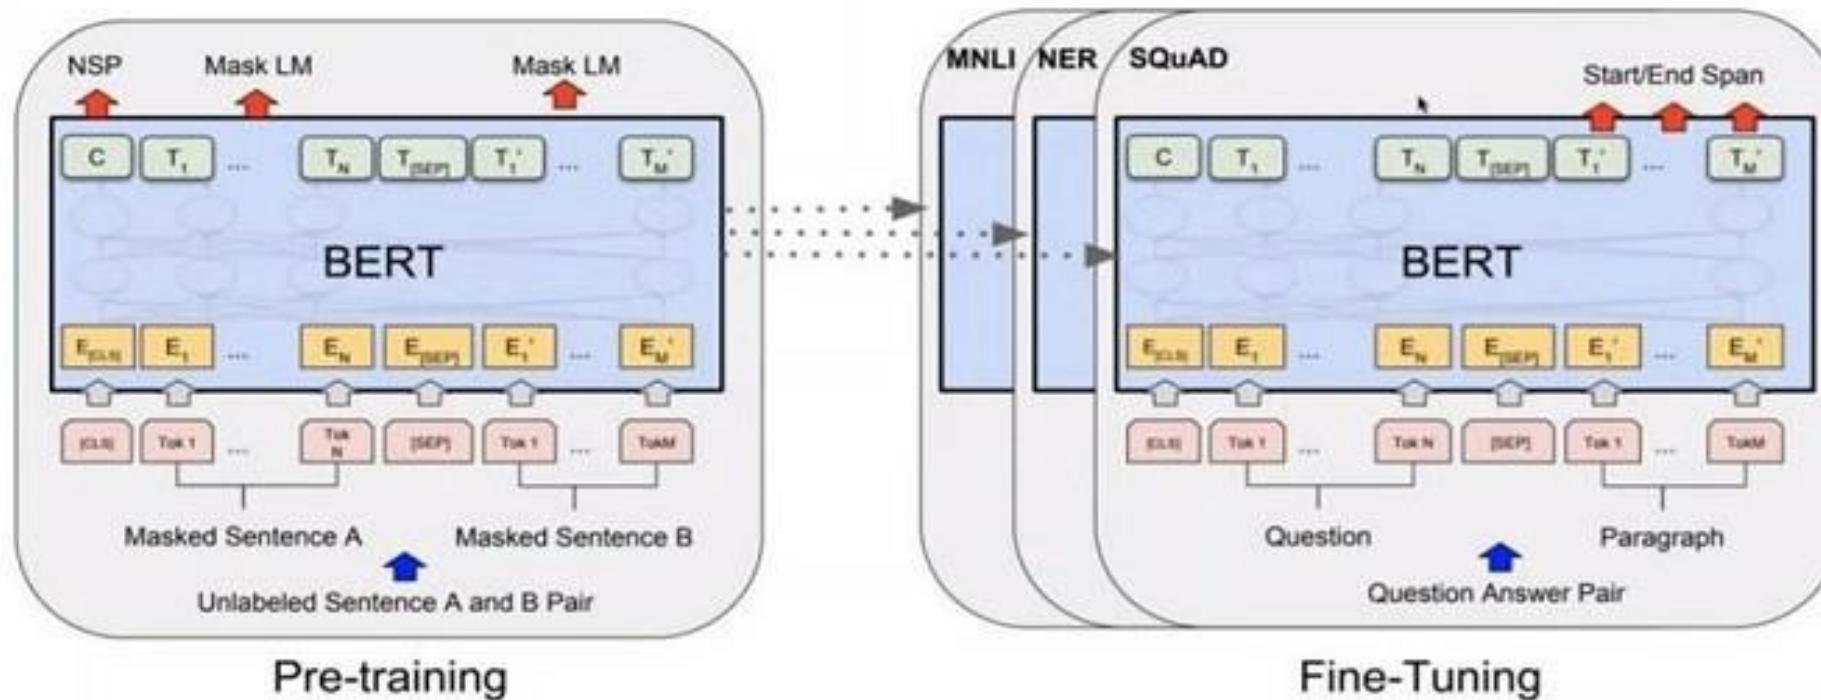 NSP Mask LM Mask LM
C T1 ... TN T[SEP] T1' ... TM'
BERT
E[CLS] E1 ... EN E[SEP] E1' ... EM'
[CLS] Tok 1 ... Tok N [SEP] Tok 1 ... TokM
Masked Sentence A Masked Sentence B
Unlabeled Sentence A and B Pair
Pre-training
MNLI NER SQuAD
Start/End Span
C T1 ... TN T[SEP] T1' ... TM'
BERT
E[CLS] E1 ... EN E[SEP] E1' ... EM'
[CLS] Tok 1 ... Tok N [SEP] Tok 1 ... TokM
Question Paragraph
Question Answer Pair
Fine-Tuning